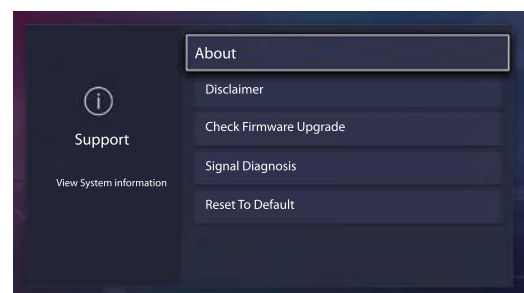 Support
View System information
About
Disclaimer
Check Firmware Upgrade
Signal Diagnosis
Reset To Default